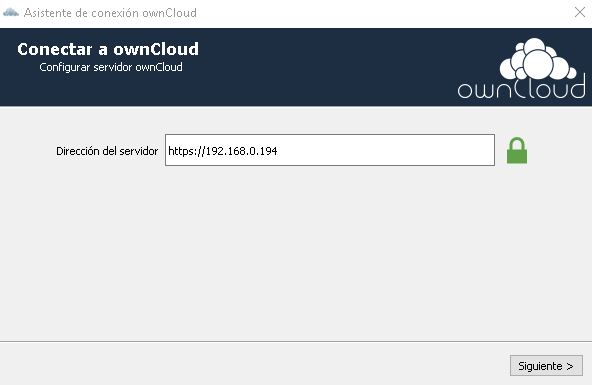 Asistente de conexión ownCloud
Conectar a ownCloud
Configurar servidor ownCloud
ownCloud
Dirección del servidor https://192.168.0.194
Siguiente >